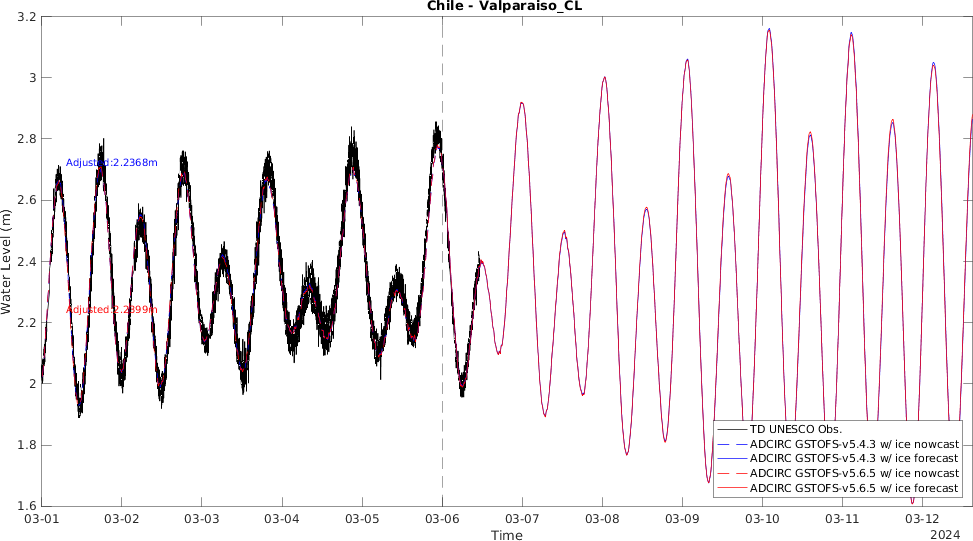 Chile - Valparaiso_CL
3.2
3
2.8
2.6
2.4
2.2
2
1.8
1.6
Water Level (m)
Adjusted:2.2368m
Adjusted:2.2399m
TD UNESCO Obs.
ADCIRC GSTOFS-v5.4.3 w/ ice nowcast
ADCIRC GSTOFS-v5.4.3 w/ ice forecast
ADCIRC GSTOFS-v5.6.5 w/ ice nowcast
ADCIRC GSTOFS-v5.6.5 w/ ice forecast
03-01 03-02 03-03 03-04 03-05 03-06 03-07 03-08 03-09 03-10 03-11 03-12
Time
2024